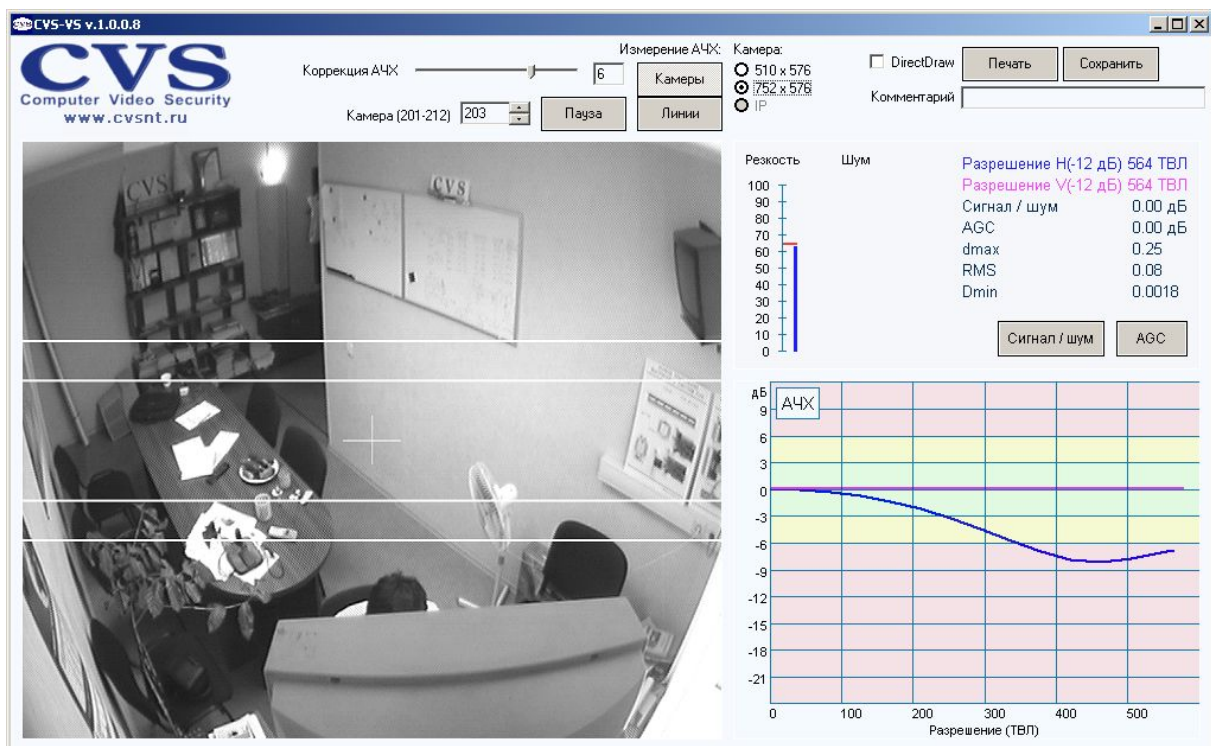 CVS-VS v.1.0.0.8
CVS
Computer Video Security
www.cvsnt.ru
Коррекция АЧХ
6
Камера (201-212)
203
Пауза
Измерение АЧХ:
Камеры
Линии
Камера:
510 x 576
752 x 576
IP
DirectDraw
Печать
Сохранить
Комментарий
CVS
CVS
Резкость
Шум
100
90
80
70
60
50
40
30
20
10
0
Разрешение H(-12 дБ) 564 ТВЛ
Разрешение V(-12 дБ) 564 ТВЛ
Сигнал / шум 0.00 дБ
AGC 0.00 дБ
dmax 0.25
RMS 0.08
Dmin 0.0018
Сигнал / шум
AGC
дБ
АЧХ
9
6
3
0
-3
-6
-9
-12
-15
-18
-21
0 100 200 300 400 500
Разрешение (ТВЛ)